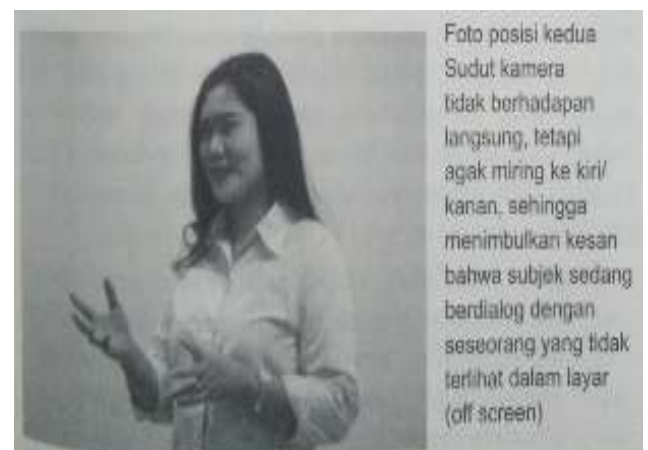 Foto posisi kedua
Sudut kamera
tidak berhadapan
langsung, tetapi
agak miring ke kiri/
kanan, sehingga
menimbulkan kesan
bahwa subjek sedang
berdialog dengan
seseorang yang tidak
terlihat dalam layar
(off screen)